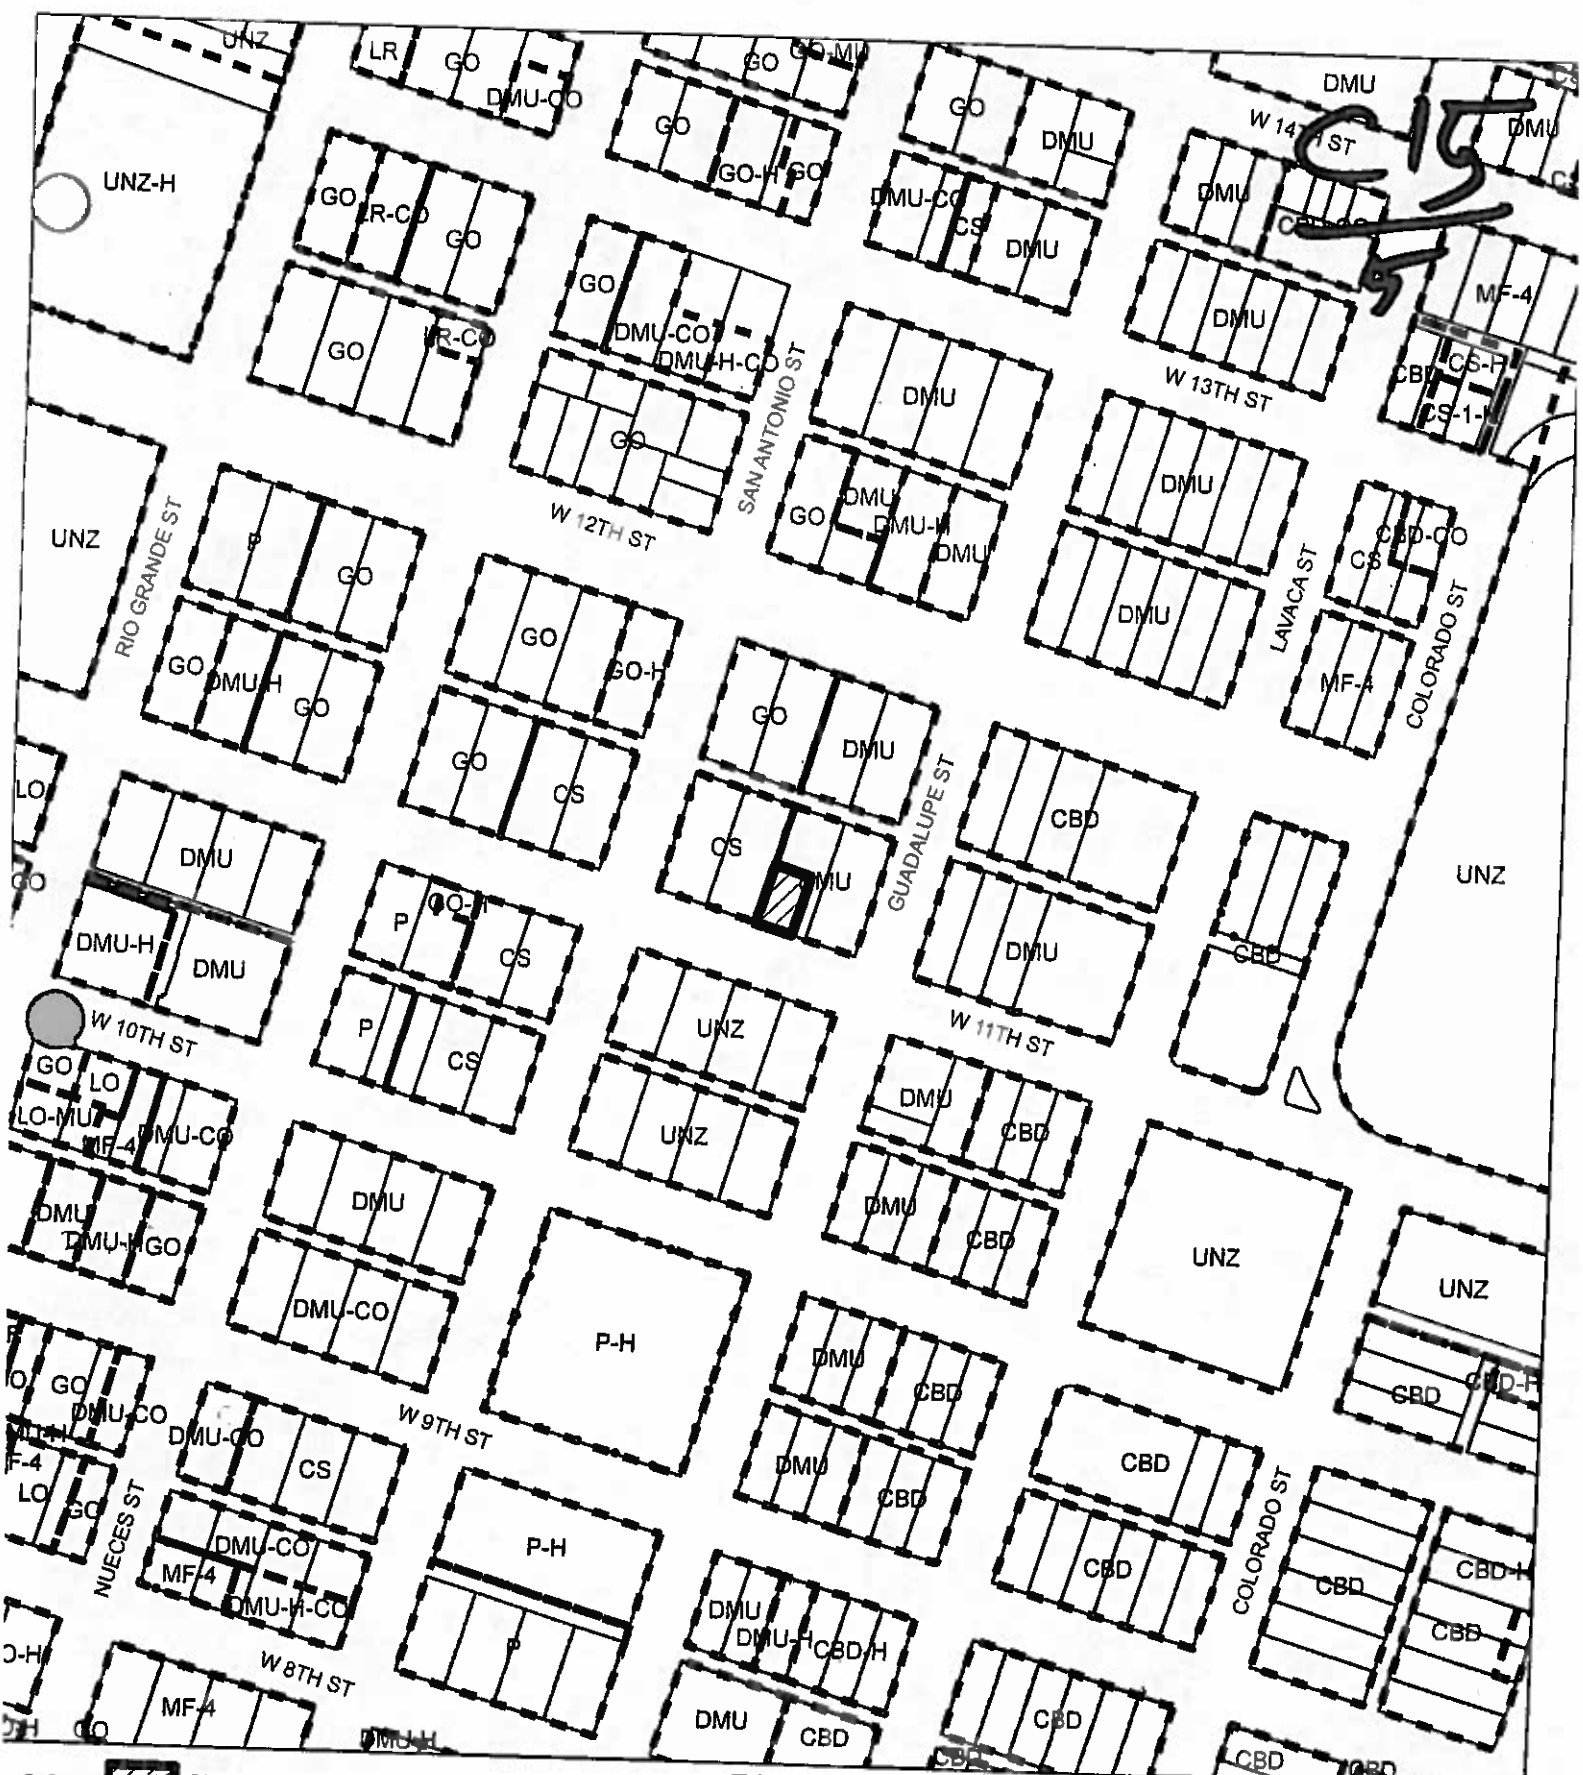 UNZ
LR
GO
DMU-CO
GO
GO-MU
GO
DMU
DMU
W 14TH ST
C15
5
DMU
UNZ-H
GO
LR-CO
GO
GO
GO-H
GO
DMU-CO
CS
DMU
DMU
DMU
MF-4
GO
LR-CO
GO
DMU-CO
DMU-H-CO
SAN ANTONIO ST
DMU
W 13TH ST
CBD
CS-H
CS-1-H
GO
W 12TH ST
GO
DMU
DMU-H
DMU
DMU
DMU
LAVACA ST
CBD-CO
CS
MF-4
COLORADO ST
UNZ
RIO GRANDE ST
P
GO
GO
DMU-H
GO
GO
GO-H
GO
CS
GO
DMU
GUADALUPE ST
CBD
UNZ
LO
GO
DMU
DMU-H
DMU
P
GO-H
CS
CS
DMU
DMU
CBD
W 10TH ST
P
CS
UNZ
UNZ
W 11TH ST
GO
LO
LO-MU
MF-4
DMU-CO
DMU
CBD
DMU
CBD
DMU
DMU-H
GO
DMU
DMU-CO
P-H
UNZ
UNZ
GO
DMU-CO
DMU-CO
CS
W 9TH ST
DMU
CBD
DMU
CBD
CBD
CBD-H
F-4
LO
GO
NUECES ST
DMU-CO
MF-4
DMU-H-CO
P-H
P
CBD
CBD
COLORADO ST
CBD
CBD-H
CBD
W 8TH ST
DMU
DMU-H
CBD-H
MF-4
GO
DMU-H
DMU
CBD
CBD
CBD
CBD
CBD